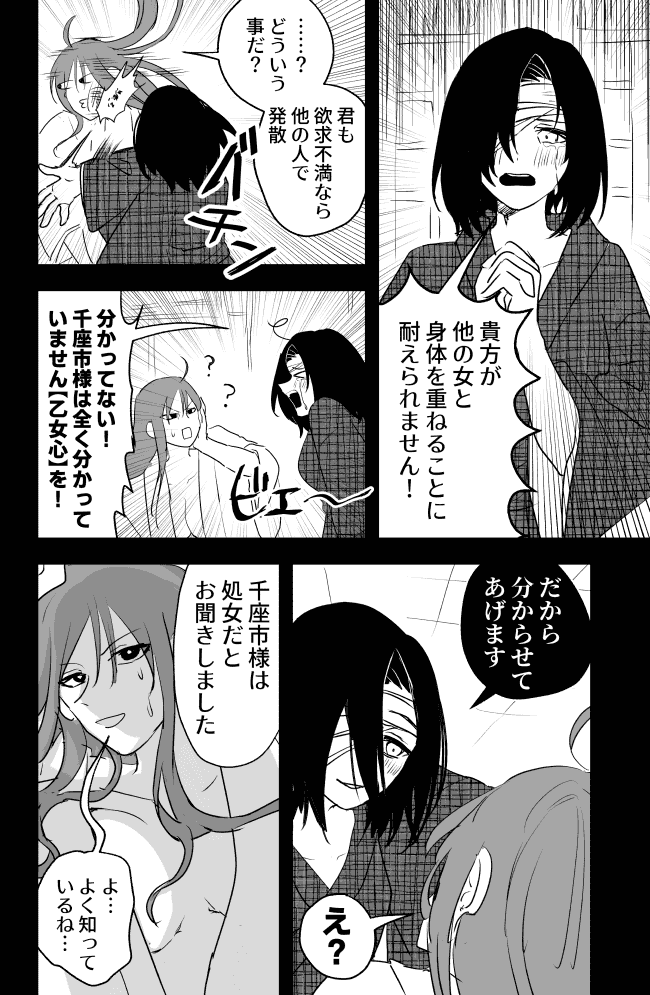 貴方が
他の女と
身体を重ねることに
耐えられません！
……？
どういう
事だ？
君も
欲求不満なら
他の人で
発散
バチン
分かってない！
千座市様は全く分かって
いません【乙女心】を！
？
？
ビェ〜
だから
分からせて
あげます
え？
千座市様は
処女だと
お聞きしました
よ…
よく知って
いるね…